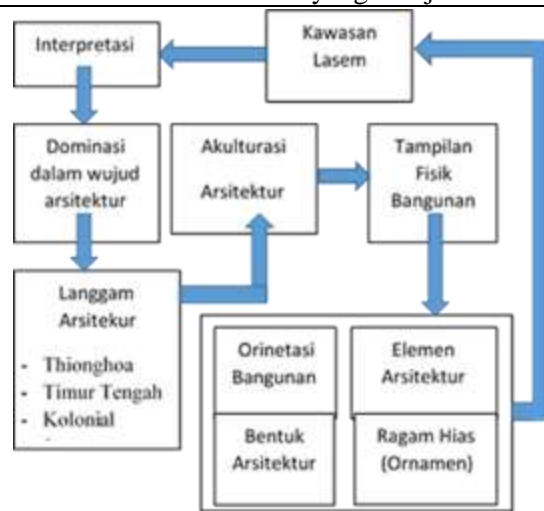 Interpretasi
Kawasan
Lasem
Dominasi
dalam wujud
arsitektur
Akulturasi
Arsitektur
Tampilan
Fisik
Bangunan
Langgam
Arsitekur
- Thionghoa
- Timur Tengah
- Kolonial
Orinetasi
Bangunan
Elemen
Arsitektur
Bentuk
Arsitektur
Ragam Hias
(Ornamen)